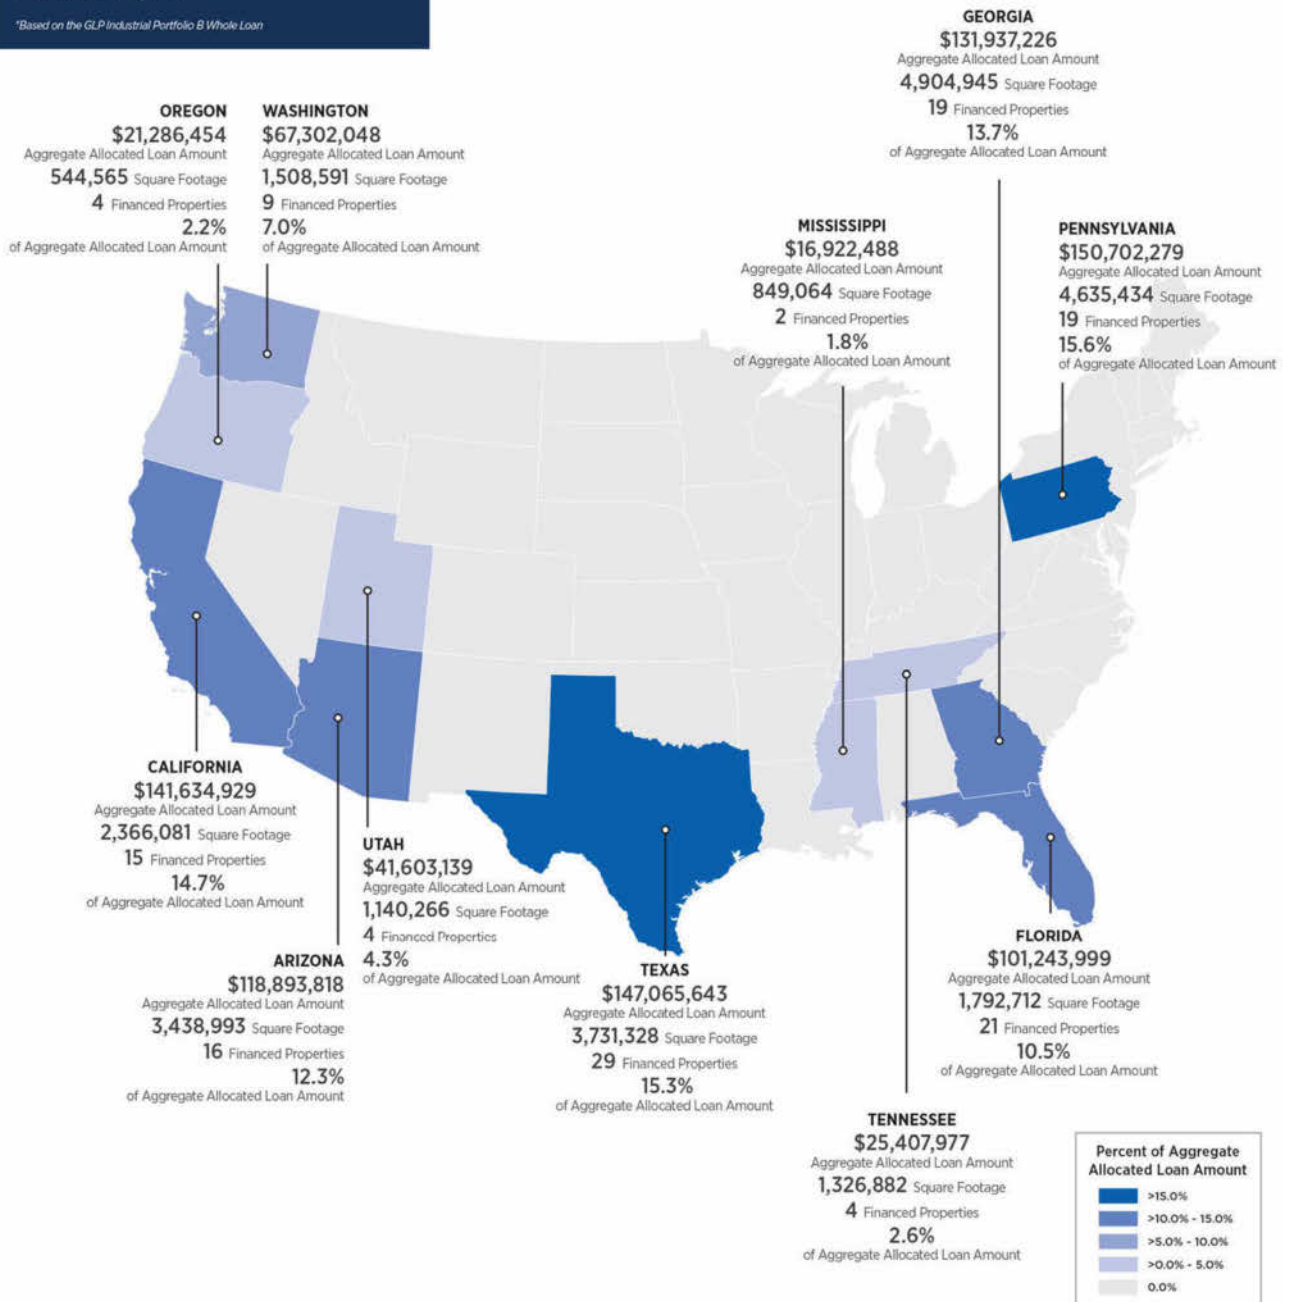 *Based on the GLP Industrial Portfolio B Whole Loan
GEORGIA
$131,937,226
Aggregate Allocated Loan Amount
4,904,945 Square Footage
19 Financed Properties
13.7%
of Aggregate Allocated Loan Amount
OREGON
$21,286,454
Aggregate Allocated Loan Amount
544,565 Square Footage
4 Financed Properties
2.2%
of Aggregate Allocated Loan Amount
WASHINGTON
$67,302,048
Aggregate Allocated Loan Amount
1,508,591 Square Footage
9 Financed Properties
7.0%
of Aggregate Allocated Loan Amount
MISSISSIPPI
$16,922,488
Aggregate Allocated Loan Amount
849,064 Square Footage
2 Financed Properties
1.8%
of Aggregate Allocated Loan Amount
PENNSYLVANIA
$150,702,279
Aggregate Allocated Loan Amount
4,635,434 Square Footage
19 Financed Properties
15.6%
of Aggregate Allocated Loan Amount
CALIFORNIA
$141,634,929
Aggregate Allocated Loan Amount
2,366,081 Square Footage
15 Financed Properties
14.7%
of Aggregate Allocated Loan Amount
UTAH
$41,603,139
Aggregate Allocated Loan Amount
1,140,266 Square Footage
4 Financed Properties
4.3%
of Aggregate Allocated Loan Amount
ARIZONA
$118,893,818
Aggregate Allocated Loan Amount
3,438,993 Square Footage
16 Financed Properties
12.3%
of Aggregate Allocated Loan Amount
TEXAS
$147,065,643
Aggregate Allocated Loan Amount
3,731,328 Square Footage
29 Financed Properties
15.3%
of Aggregate Allocated Loan Amount
FLORIDA
$101,243,999
Aggregate Allocated Loan Amount
1,792,712 Square Footage
21 Financed Properties
10.5%
of Aggregate Allocated Loan Amount
TENNESSEE
$25,407,977
Aggregate Allocated Loan Amount
1,326,882 Square Footage
4 Financed Properties
2.6%
of Aggregate Allocated Loan Amount
Percent of Aggregate
Allocated Loan Amount
>15.0%
>10.0% - 15.0%
>5.0% - 10.0%
>0.0% - 5.0%
0.0%